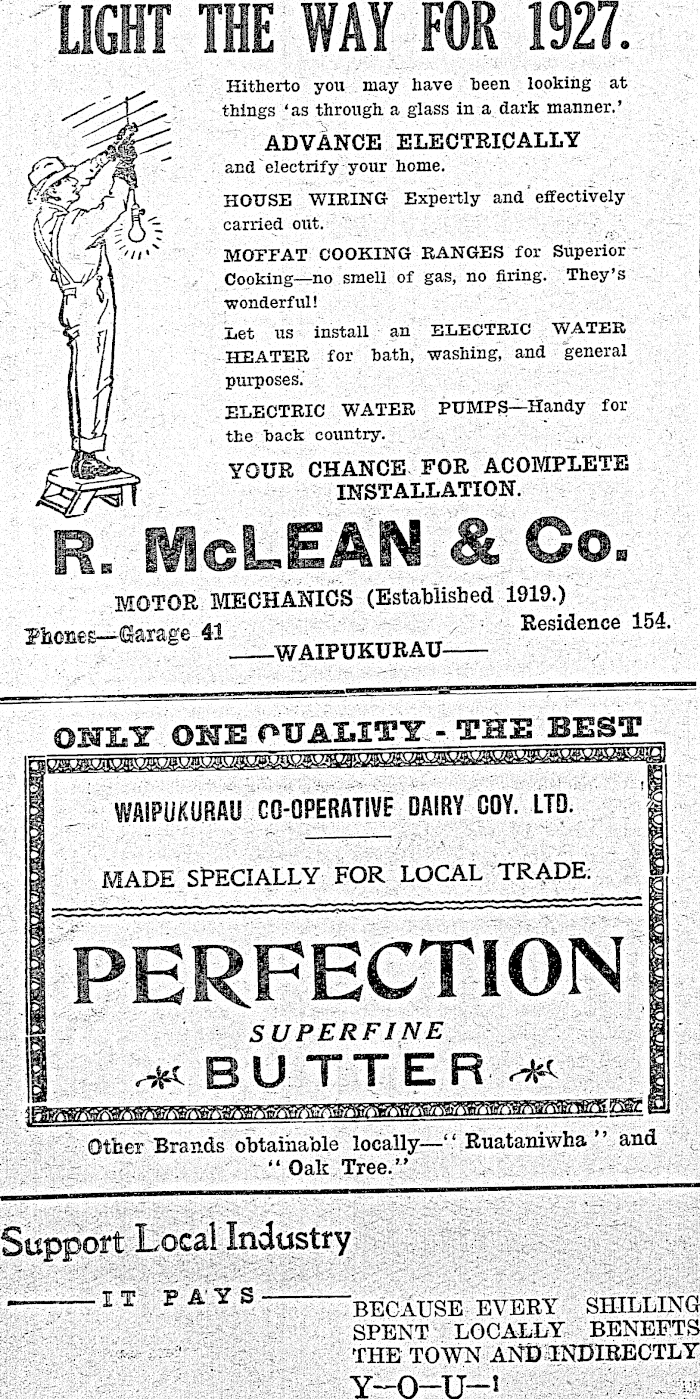 LIGHT THE WAY FOR 1927.
Hitherto you may have been looking at
things 'as through a glass in a dark manner.'
ADVANCE ELECTRICALLY
and electrify your home.
HOUSE WIRING Expertly and effectively
carried out.
MOFFAT COOKING RANGES for Superior
Cooking—no smell of gas, no firing. They's
wonderful!
Let us install an ELECTRIC WATER
HEATER for bath, washing, and general
purposes.
ELECTRIC WATER PUMPS—Handy for
the back country.
YOUR CHANCE FOR ACOMPLETE
INSTALLATION.
R. McLEAN & Co.
MOTOR MECHANICS (Established 1919.)
Phones—Garage 41 Residence 154.
——WAIPUKURAU——
ONLY ONE QUALITY - THE BEST
WAIPUKURAU CO-OPERATIVE DAIRY COY. LTD.
MADE SPECIALLY FOR LOCAL TRADE.
PERFECTION
SUPERFINE
BUTTER
Other Brands obtainable locally—" Ruataniwha " and
" Oak Tree."
Support Local Industry
——IT PAYS——
BECAUSE EVERY SHILLING
SPENT LOCALLY BENEFTS
THE TOWN AND INDIRECTLY
Y—O—U—!